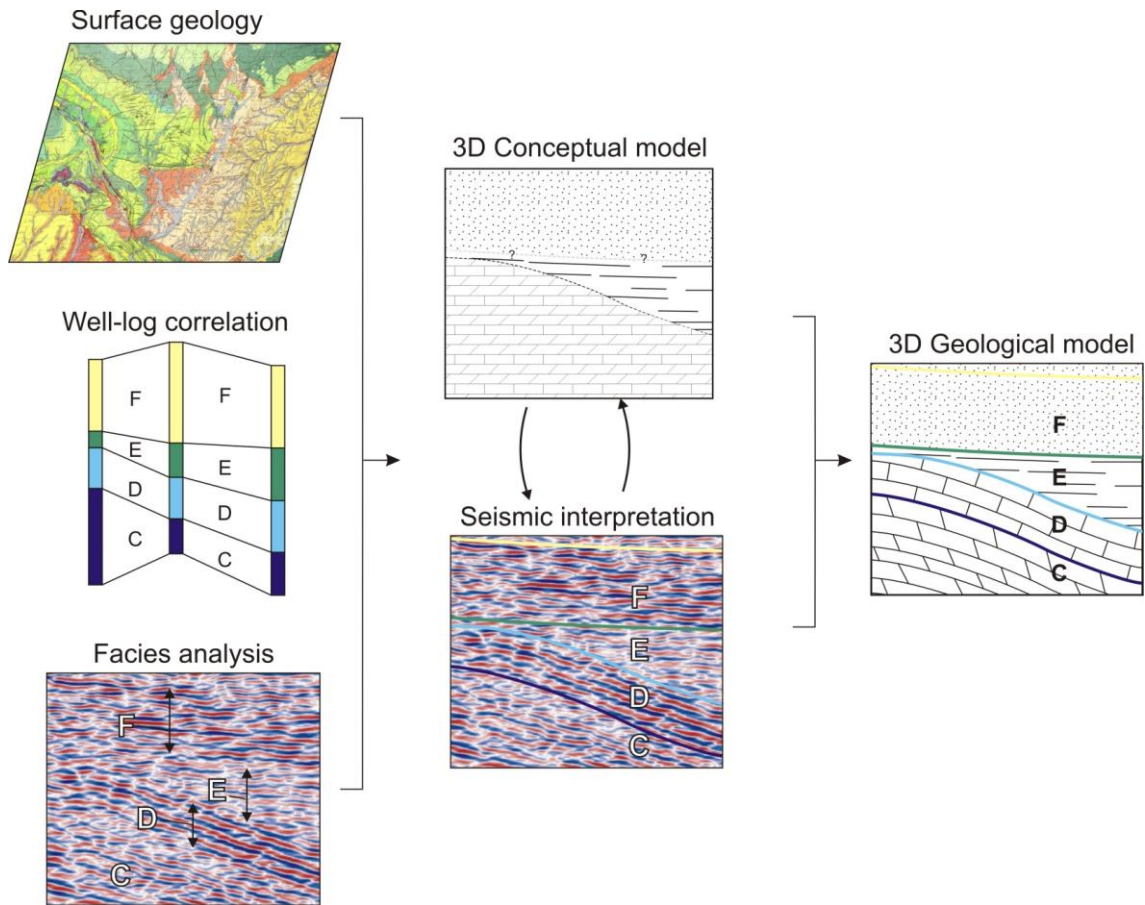 Surface geology
Well-log correlation
F
F
E
E
D
D
C
C
Facies analysis
F
E
D
C
3D Conceptual model
?
?
Seismic interpretation
F
E
D
C
3D Geological model
F
E
D
C